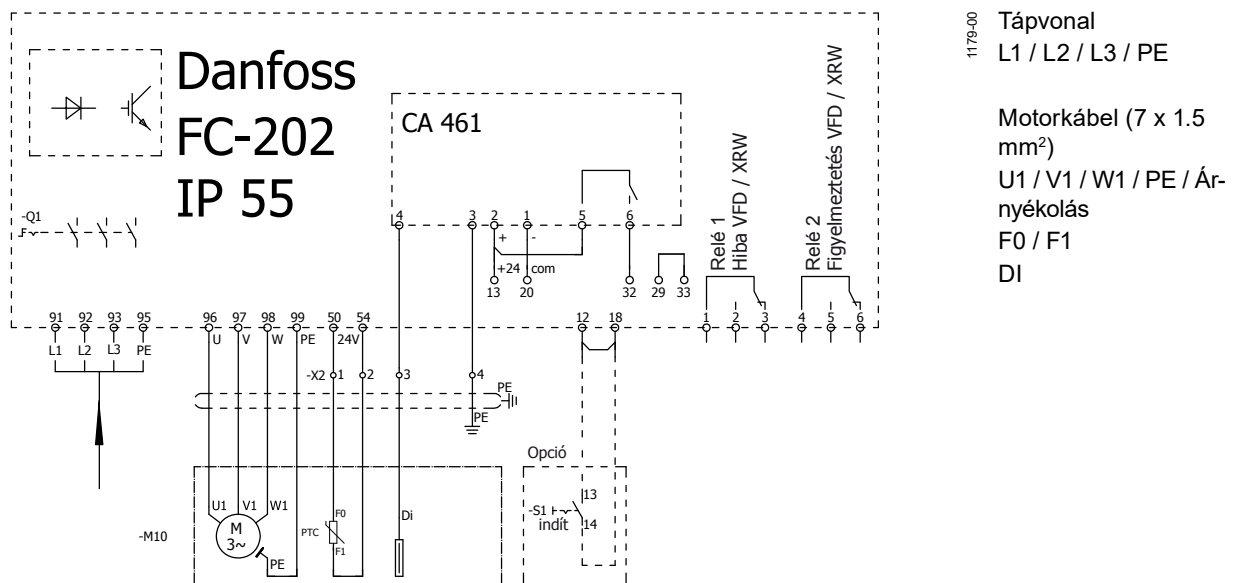 Danfoss
FC-202
IP 55
CA 461
-Q1
4 3 2 1 5 6
+ -
+24 com
13 20 32 29 33
Relé 1
Hiba VFD / XRW
Relé 2
Figyelmeztetés VFD / XRW
91 92 93 95 96 97 98 99 50 54 12 18 1 2 3 4 5 6
L1 L2 L3 PE U V W PE 24V
-X2 1 2 3 4
PE
PE
Opció
-M10
U1 V1 W1
M
3~
PE
PTC
F0
F1
Di
-S1
indít
13
14
1179-00
Tápvonal
L1 / L2 / L3 / PE
Motorkábel (7 x 1.5
mm²)
U1 / V1 / W1 / PE / Ár-
nyékolás
F0 / F1
DI